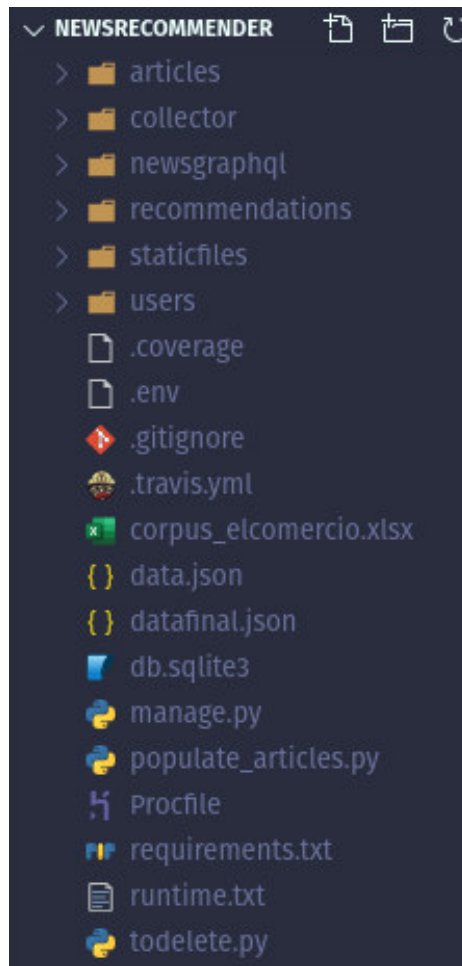 NEWSRECOMMENDER
articles
collector
newsgraphql
recommendations
staticfiles
users
.coverage
.env
.gitignore
.travis.yml
corpus_elcomercio.xlsx
data.json
datafinal.json
db.sqlite3
manage.py
populate_articles.py
Procfile
requirements.txt
runtime.txt
todelete.py